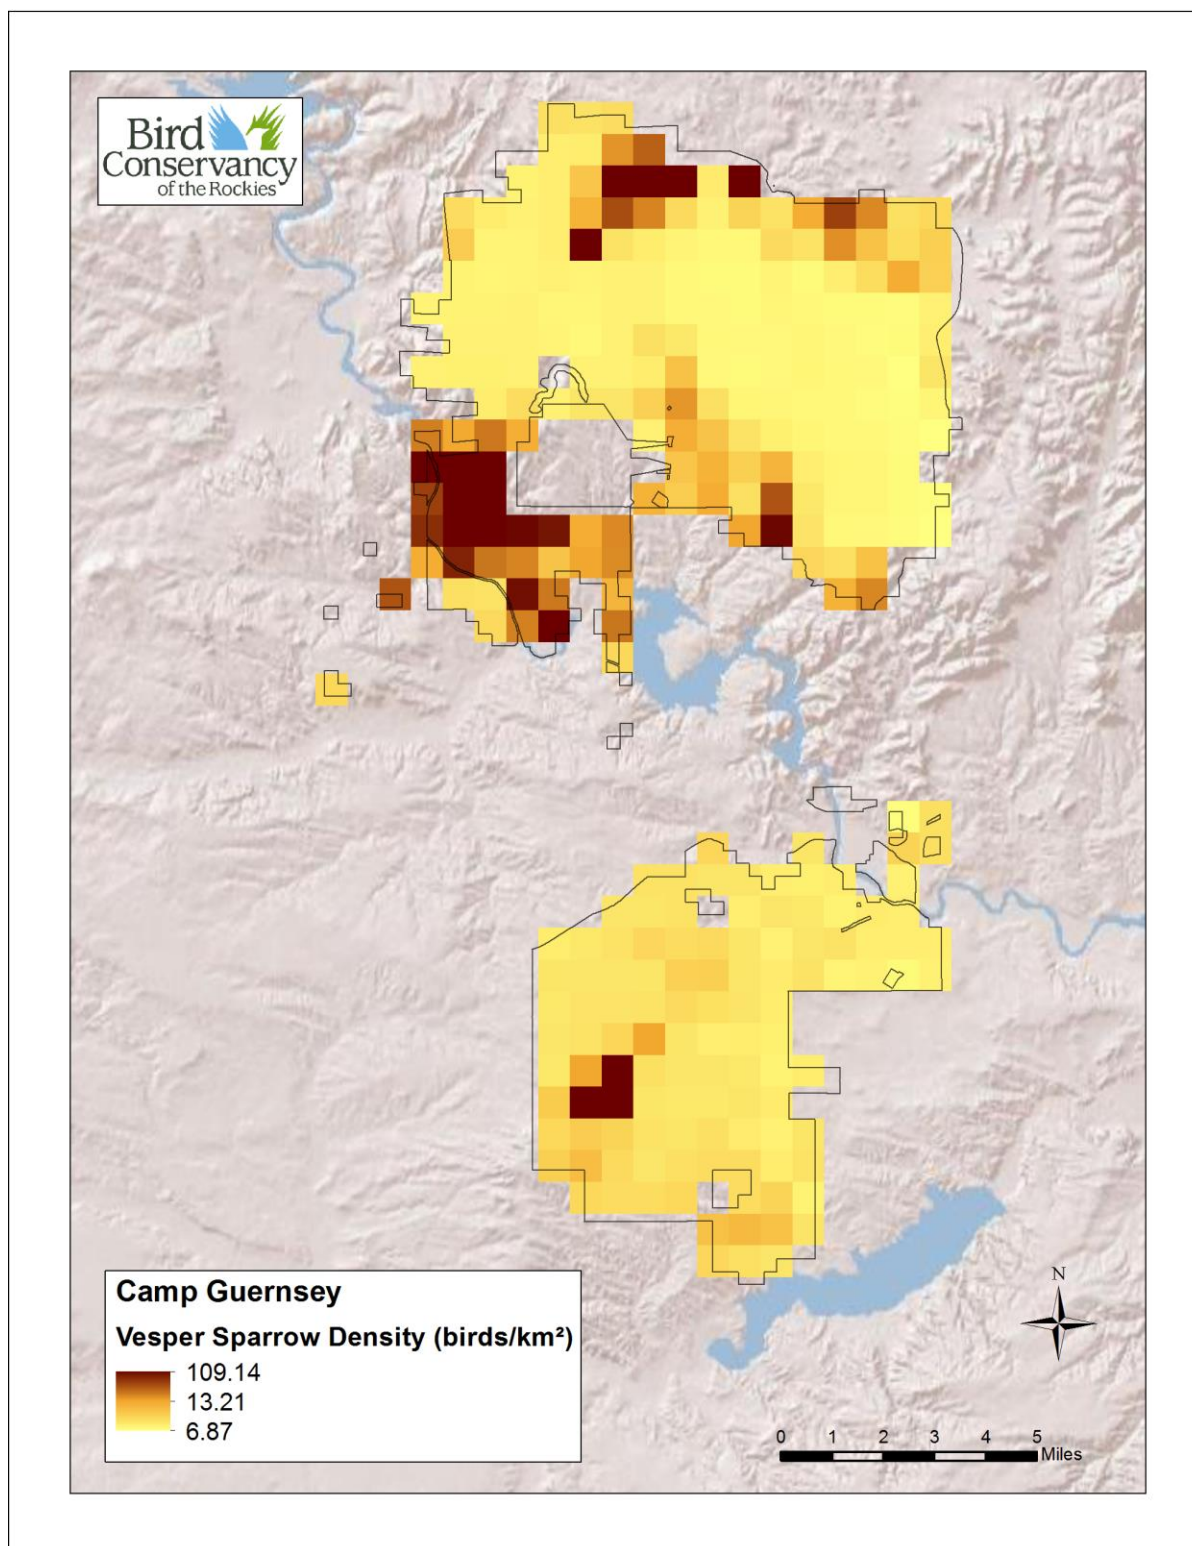 Bird
Conservancy
of the Rockies
Camp Guernsey
Vesper Sparrow Density (birds/km²)
109.14
13.21
6.87
N
0 1 2 3 4 5
Miles